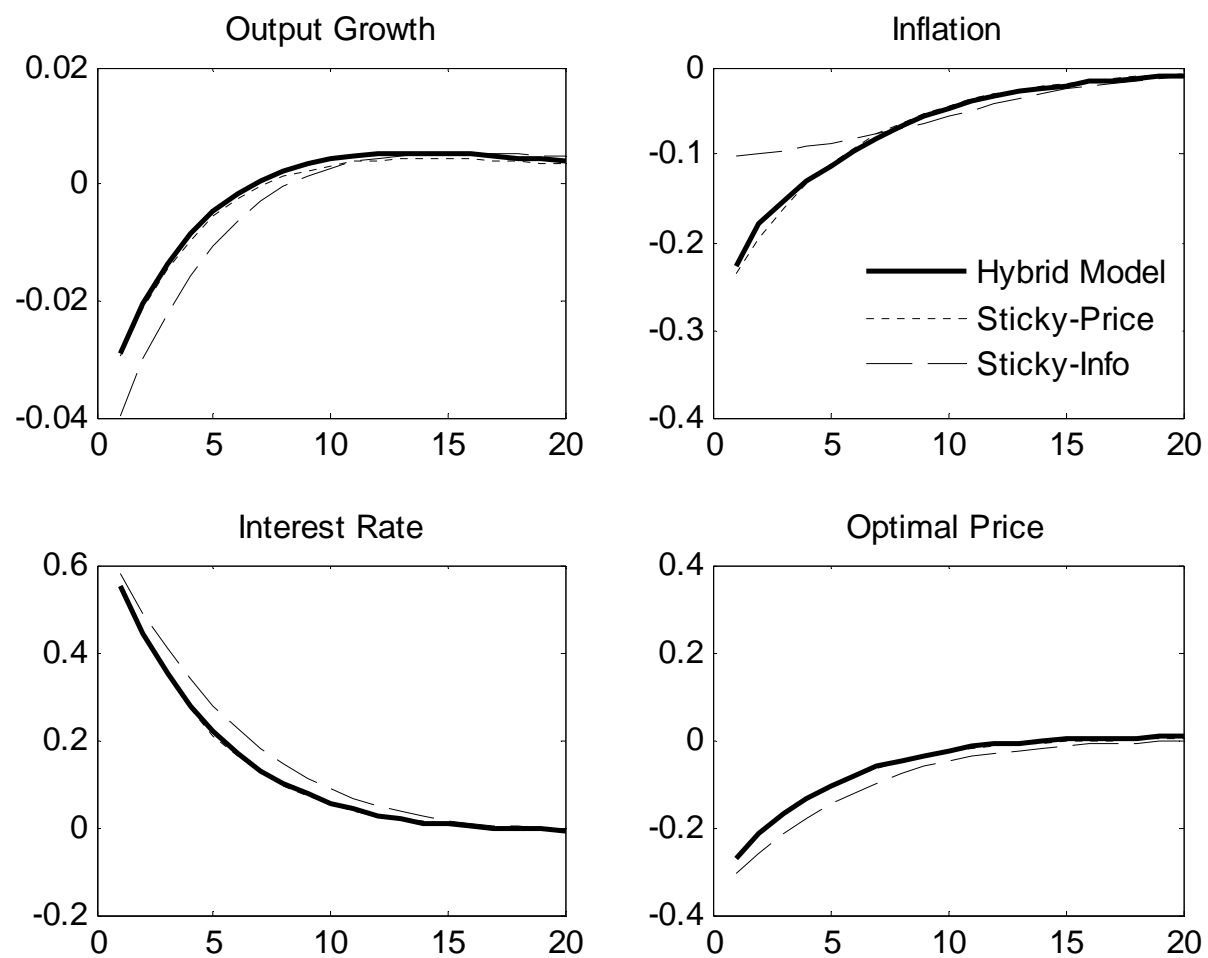 Output Growth
0.02
0
-0.02
-0.04
0 5 10 15 20
Inflation
0
-0.1
-0.2
-0.3
-0.4
0 5 10 15 20
Hybrid Model
Sticky-Price
Sticky-Info
Interest Rate
0.6
0.4
0.2
0
-0.2
0 5 10 15 20
Optimal Price
0.4
0.2
0
-0.2
-0.4
0 5 10 15 20